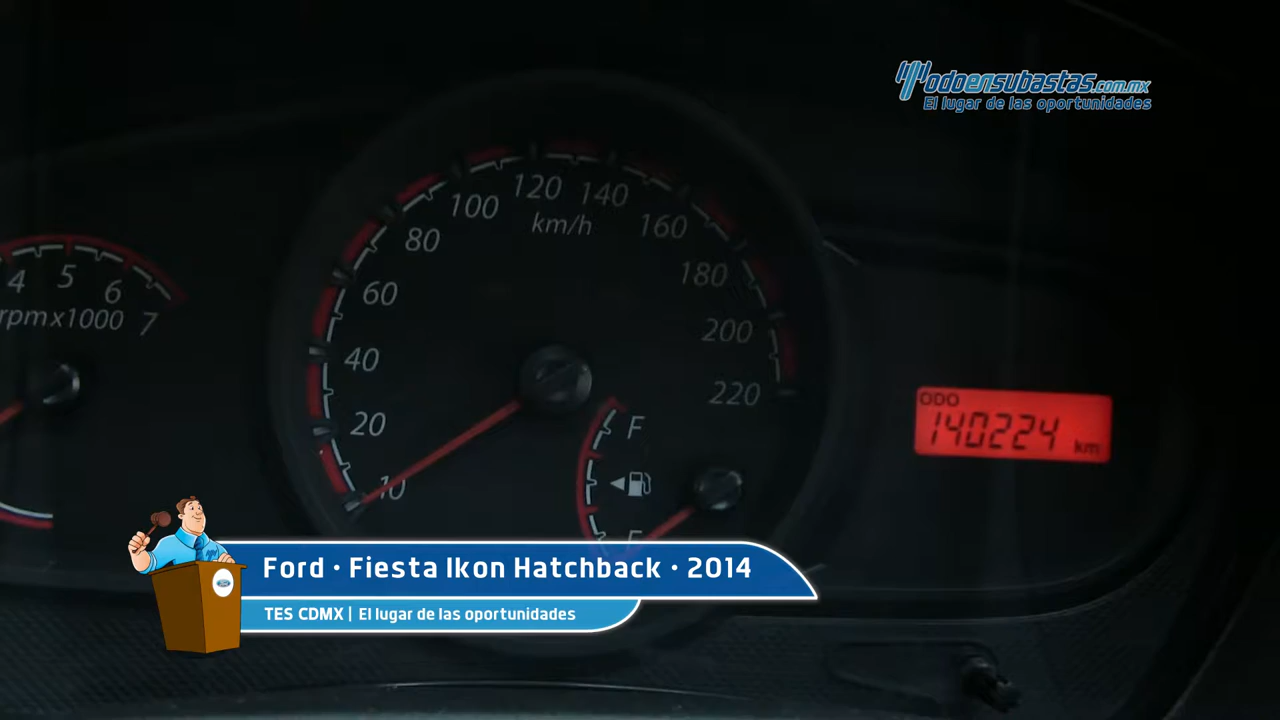 Todoensubastas.com.mx
El lugar de las oportunidades
120
140
100
km/h
160
80
180
4
5
6
60
rpmx1000
7
200
40
220
ODO
140224 km
20
F
10
E
Ford · Fiesta Ikon Hatchback · 2014
TES CDMX | El lugar de las oportunidades